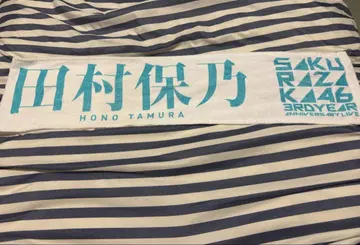 田村保乃
HONO TAMURA
SAKU
RAZA
KA46
3RD YEAR
ANNIVERSARY LIVE